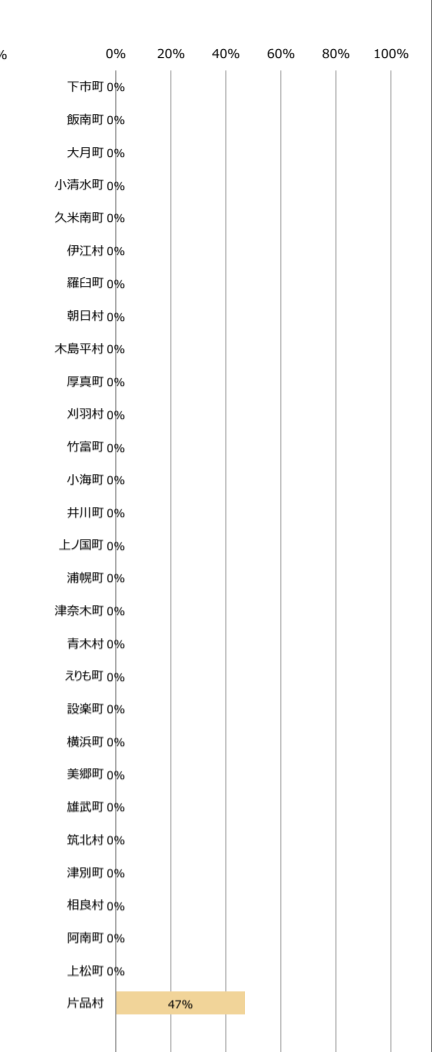 %
0% 20% 40% 60% 80% 100%
下市町 0%
飯南町 0%
大月町 0%
小清水町 0%
久米南町 0%
伊江村 0%
羅臼町 0%
朝日村 0%
木島平村 0%
厚真町 0%
刈羽村 0%
竹富町 0%
小海町 0%
井川町 0%
上ノ国町 0%
浦幌町 0%
津奈木町 0%
青木村 0%
えりも町 0%
設楽町 0%
横浜町 0%
美郷町 0%
雄武町 0%
筑北村 0%
津別町 0%
相良村 0%
阿南町 0%
上松町 0%
片品村 47%